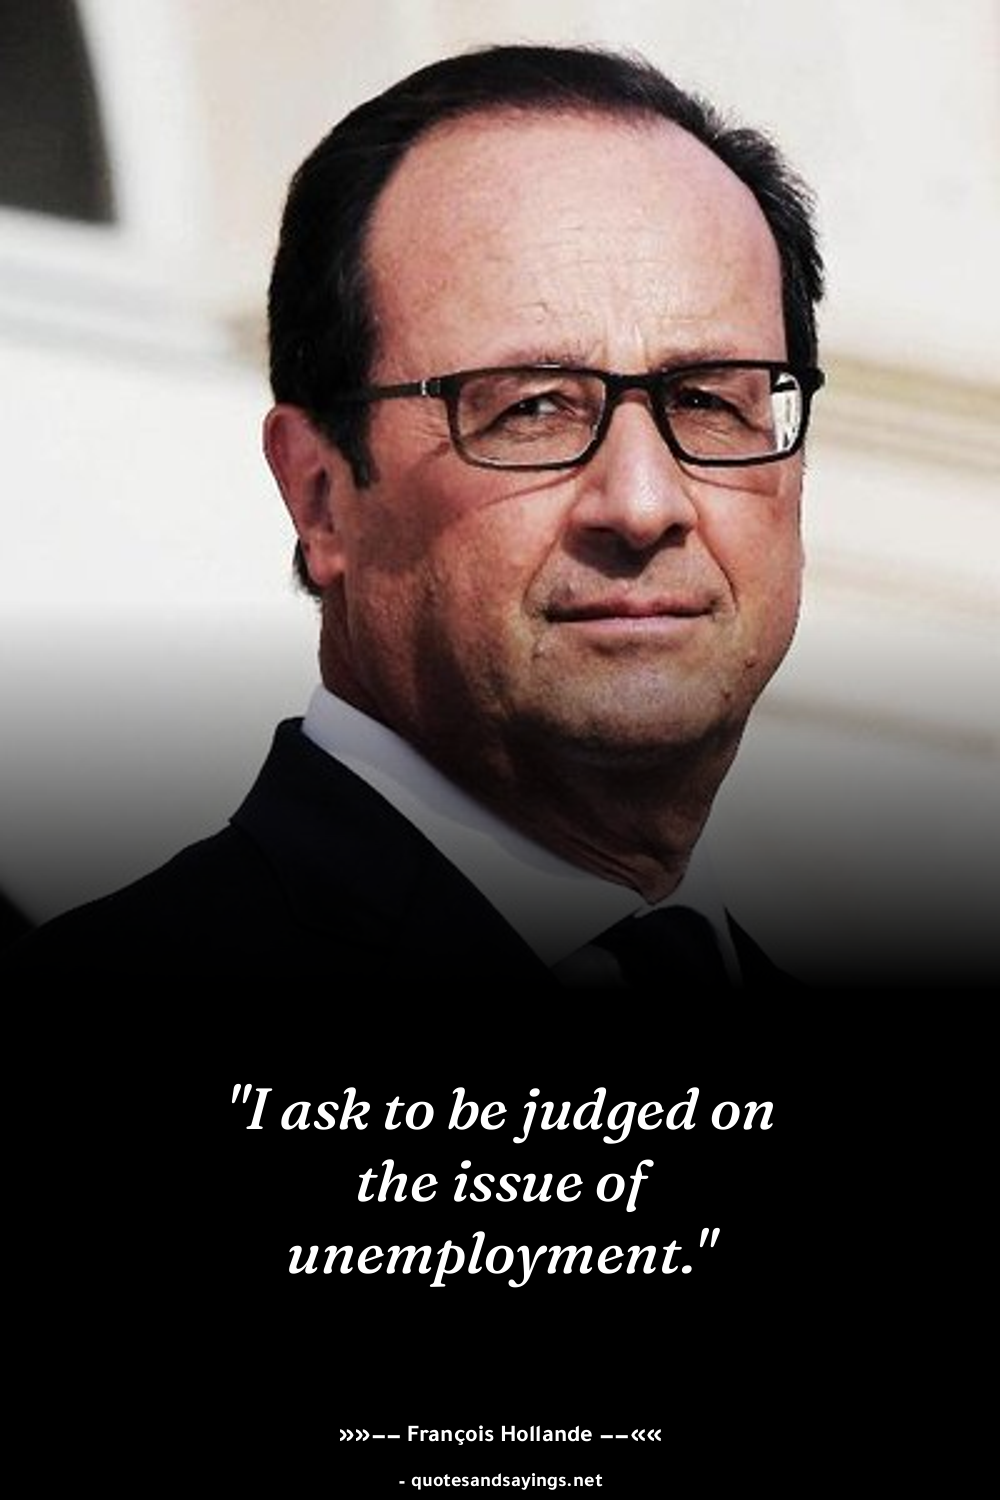 "I ask to be judged on
the issue of
unemployment."
»»–– François Hollande ––««
- quotesandsayings.net